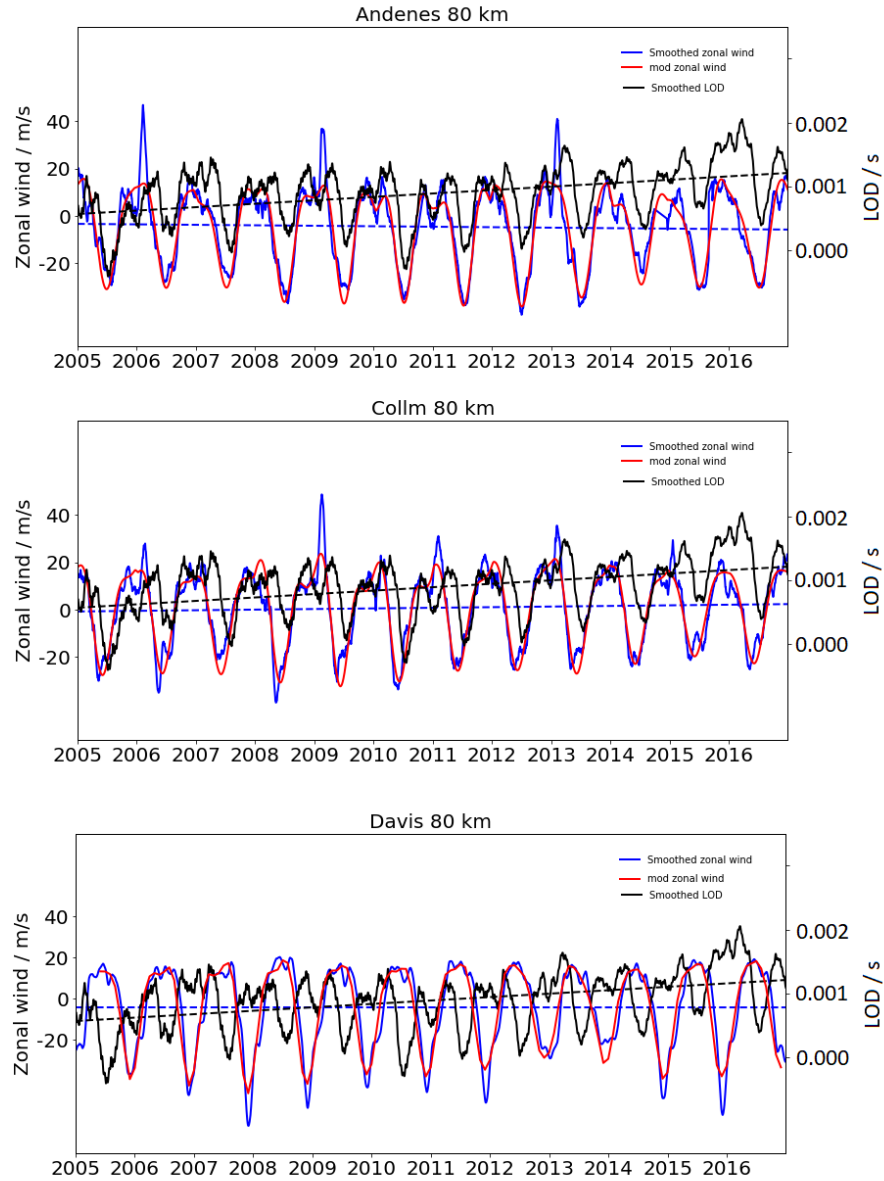 Andenes 80 km
Smoothed zonal wind
mod zonal wind
Smoothed LOD
Zonal wind / m/s
40
20
0
-20
0.002
0.001
0.000
LOD / s
2005 2006 2007 2008 2009 2010 2011 2012 2013 2014 2015 2016
Collm 80 km
Smoothed zonal wind
mod zonal wind
Smoothed LOD
Zonal wind / m/s
40
20
0
-20
0.002
0.001
0.000
LOD / s
2005 2006 2007 2008 2009 2010 2011 2012 2013 2014 2015 2016
Davis 80 km
Smoothed zonal wind
mod zonal wind
Smoothed LOD
Zonal wind / m/s
40
20
0
-20
0.002
0.001
0.000
LOD / s
2005 2006 2007 2008 2009 2010 2011 2012 2013 2014 2015 2016